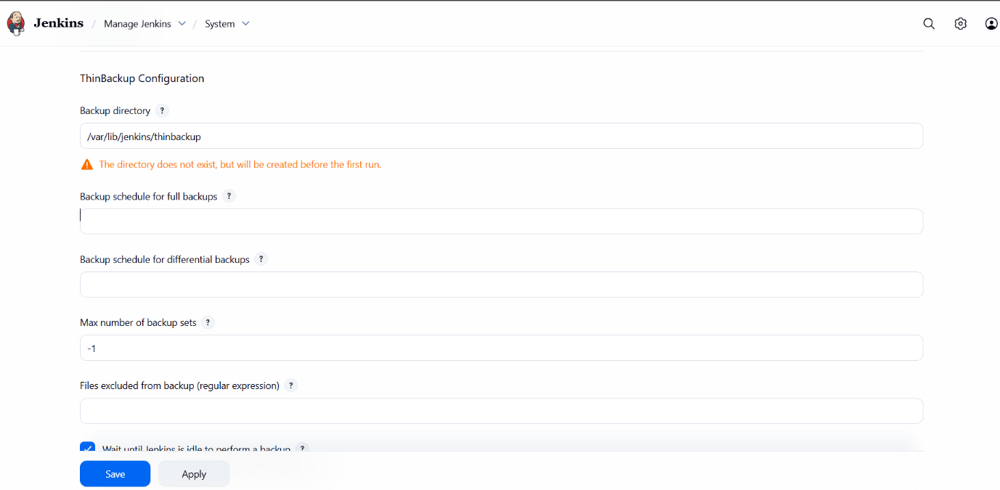 Jenkins / Manage Jenkins / System
ThinBackup Configuration
Backup directory ?
/var/lib/jenkins/thinbackup
The directory does not exist, but will be created before the first run.
Backup schedule for full backups ?
Backup schedule for differential backups ?
Max number of backup sets ?
-1
Files excluded from backup (regular expression) ?
Wait until Jenkins is idle to perform a backup ?
Save Apply